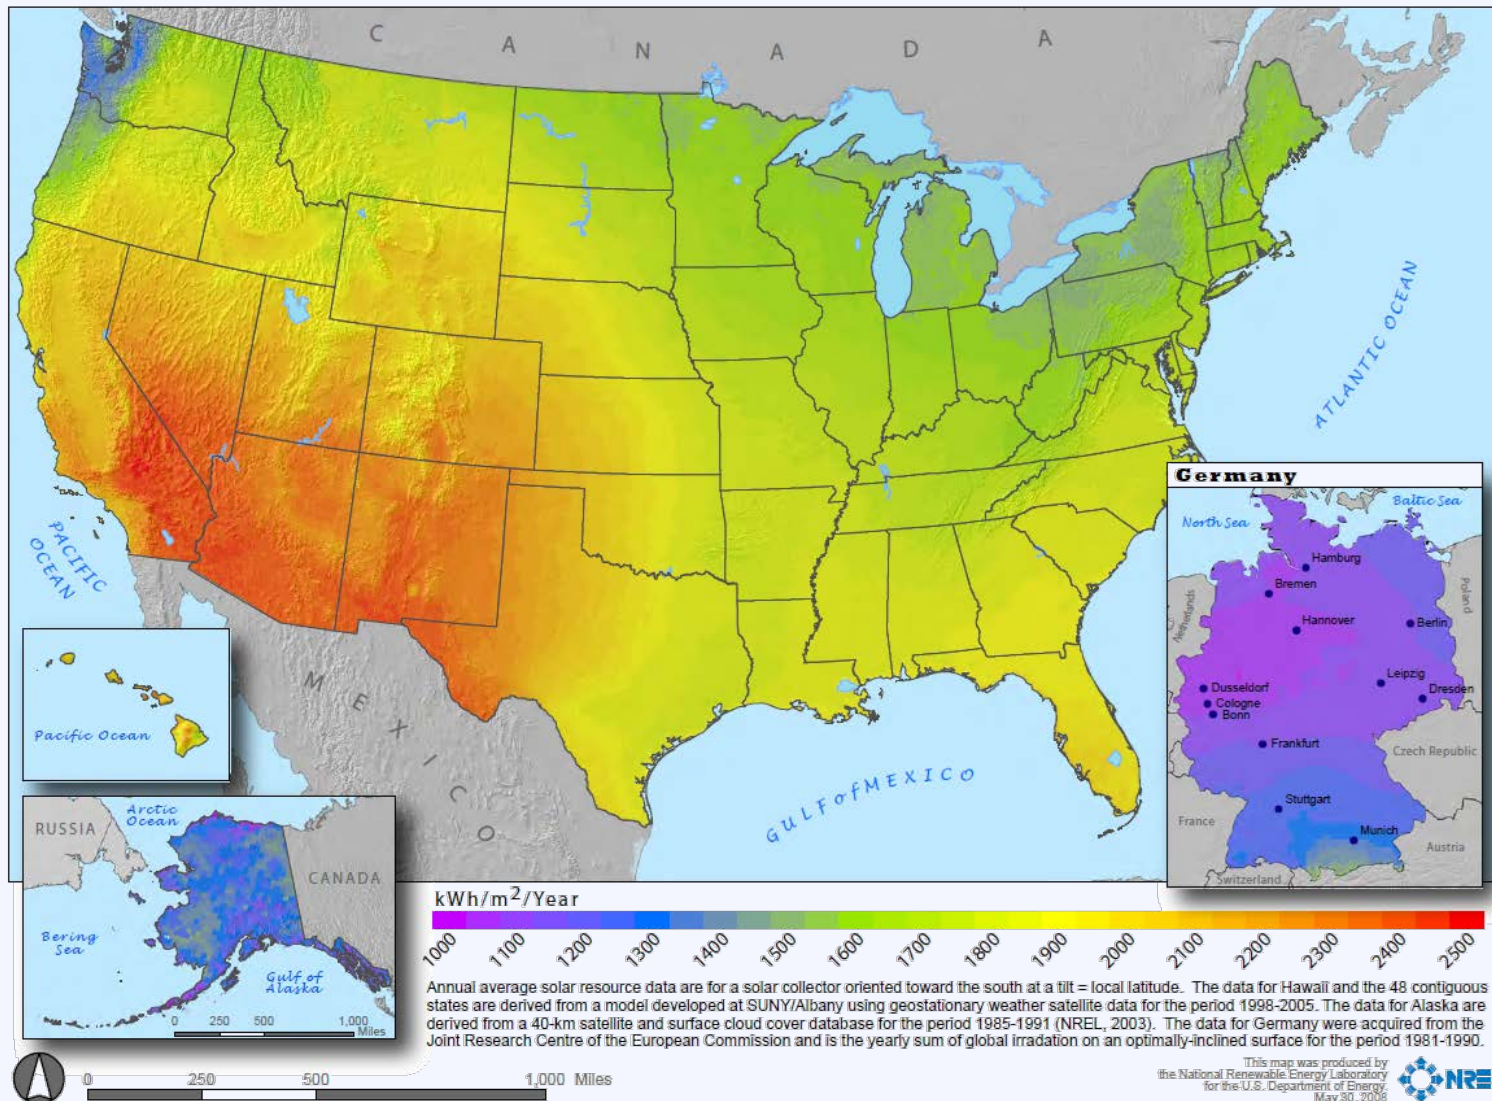 C A N A D A
ATLANTIC OCEAN
PACIFIC
OCEAN
MEXICO
GULF of MEXICO
Pacific Ocean
RUSSIA
Arctic
Ocean
CANADA
Bering
Sea
Gulf of
Alaska
0 250 500 1,000
Miles
Germany
North Sea
Baltic Sea
Hamburg
Bremen
Netherlands
Poland
Hannover
Berlin
Leipzig
Dusseldorf
Dresden
Cologne
Bonn
Frankfurt
Czech Republic
Stuttgart
France
Munich
Austria
Switzerland
kWh/m²/Year
1000 1100 1200 1300 1400 1500 1600 1700 1800 1900 2000 2100 2200 2300 2400 2500
Annual average solar resource data are for a solar collector oriented toward the south at a tilt = local latitude. The data for Hawaii and the 48 contiguous
states are derived from a model developed at SUNY/Albany using geostationary weather satellite data for the period 1998-2005. The data for Alaska are
derived from a 40-km satellite and surface cloud cover database for the period 1985-1991 (NREL, 2003). The data for Germany were acquired from the
Joint Research Centre of the European Commission and is the yearly sum of global irradation on an optimally-inclined surface for the period 1981-1990.
0 250 500 1,000 Miles
This map was produced by
the National Renewable Energy Laboratory
for the U.S. Department of Energy.
May 30, 2008
NRE